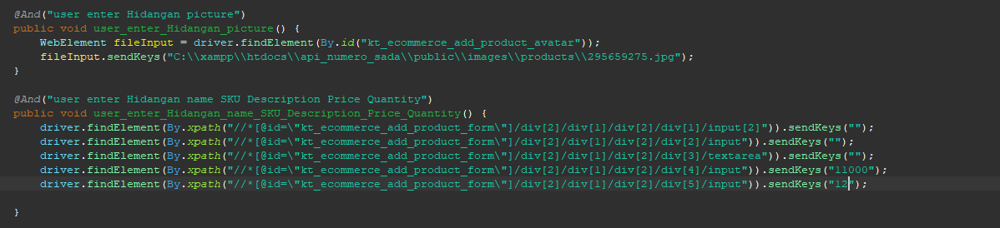 @And("user enter Hidangan picture")
public void user_enter_Hidangan_picture() {
    WebElement fileInput = driver.findElement(By.id("kt_ecommerce_add_product_avatar"));
    fileInput.sendKeys("C:\\xampp\\htdocs\\api_numero_sada\\public\\images\\products\\295659275.jpg");
}

@And("user enter Hidangan name SKU Description Price Quantity")
public void user_enter_Hidangan_name_SKU_Description_Price_Quantity() {
    driver.findElement(By.xpath("//*[@id=\"kt_ecommerce_add_product_form\"]/div[2]/div[1]/div[2]/div[1]/input[2]")).sendKeys("");
    driver.findElement(By.xpath("//*[@id=\"kt_ecommerce_add_product_form\"]/div[2]/div[1]/div[2]/div[2]/input")).sendKeys("");
    driver.findElement(By.xpath("//*[@id=\"kt_ecommerce_add_product_form\"]/div[2]/div[1]/div[2]/div[3]/textarea")).sendKeys("");
    driver.findElement(By.xpath("//*[@id=\"kt_ecommerce_add_product_form\"]/div[2]/div[1]/div[2]/div[4]/input")).sendKeys("11000");
    driver.findElement(By.xpath("//*[@id=\"kt_ecommerce_add_product_form\"]/div[2]/div[1]/div[2]/div[5]/input")).sendKeys("12");

}